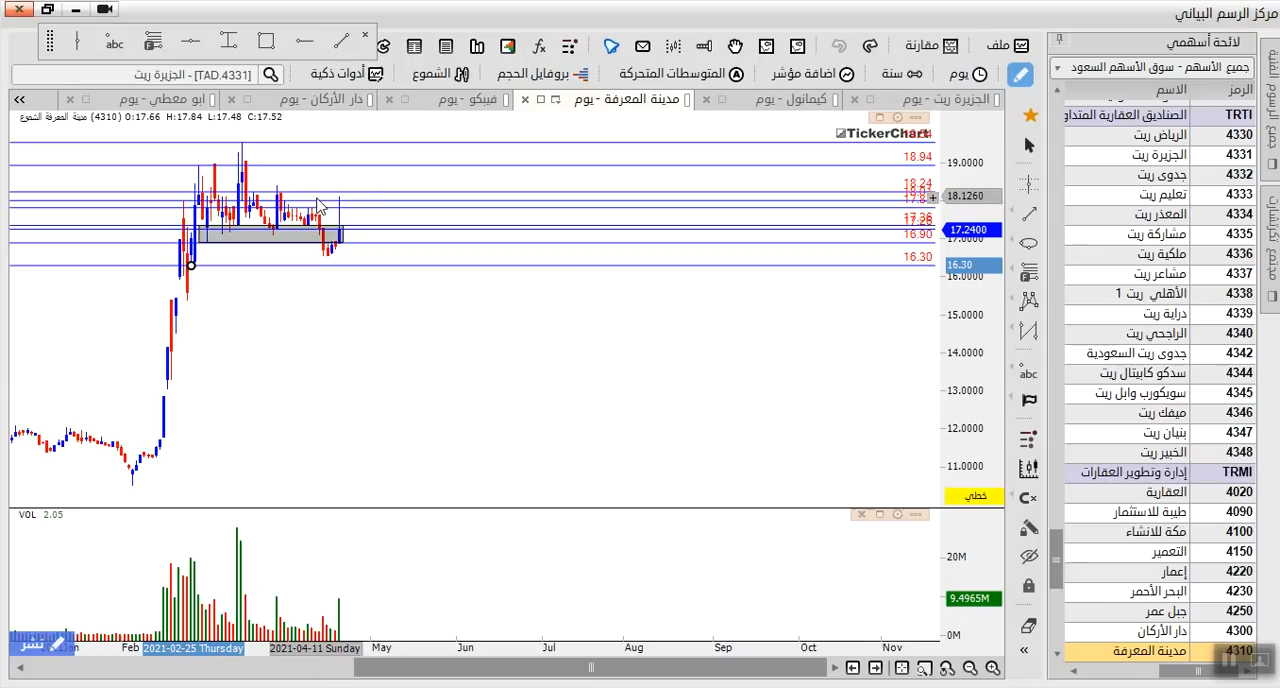 مركز الرسم البياني
abc
ملف
مقارنة
لائحة أسهمي
[TAD.4331] - الجزيرة ريت
أدوات ذكية
الشموع
بروفايل الحجم
المتوسطات المتحركة
اضافة مؤشر
سنة
يوم
جميع الأسهم - سوق الأسهم السعود
ابو معطي - يوم
دار الأركان - يوم
فيبكو - يوم
مدينة المعرفة - يوم
كيمانول - يوم
الجزيرة ريت - يوم
الرمز الاسم
مدينة المعرفة الشموع (4310) O:17.66 H:17.84 L:17.48 C:17.52
TickerChart
18.94
18.24
17.36
16.90
16.30
19.0000
18.1260
17.2400
17.0000
16.30
16.0000
15.0000
14.0000
13.0000
12.0000
11.0000
خطي
VOL 2.05
20M
9.4965M
0M
نشر
Feb
2021-02-25 Thursday
2021-04-11 Sunday
May
Jun
Jul
Aug
Sep
Oct
Nov
abc
TRTI الصناديق العقارية المتداو
4330 الرياض ريت
4331 الجزيرة ريت
4332 جدوى ريت
4333 تعليم ريت
4334 المعذر ريت
4335 مشاركة ريت
4336 ملكية ريت
4337 مشاعر ريت
4338 الأهلي ريت 1
4339 دراية ريت
4340 الراجحي ريت
4342 جدوى ريت السعودية
4344 سدكو كابيتال ريت
4345 سويكورب وابل ريت
4346 ميفك ريت
4347 بنيان ريت
4348 الخبير ريت
TRMI إدارة وتطوير العقارات
4020 العقارية
4090 طيبة للاستثمار
4100 مكة للانشاء
4150 التعمير
4220 إعمار
4230 البحر الأحمر
4250 جبل عمر
4300 دار الأركان
4310 مدينة المعرفة